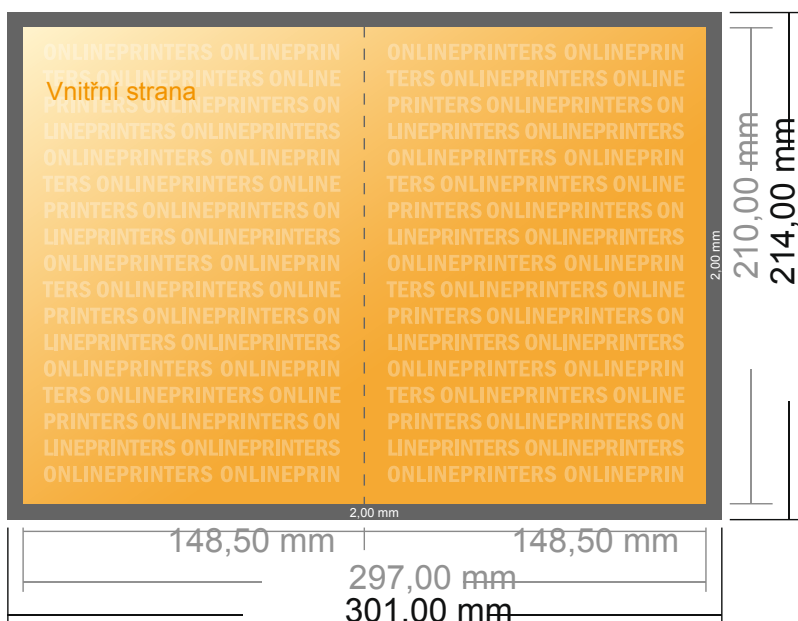 ONLINEPRINTERS ONLINEPRIN
TERS ONLINEPRINTERS ONLINE
Vnitřní strana
PRINTERS ONLINEPRINTERS ON
LINEPRINTERS ONLINEPRINTERS
ONLINEPRINTERS ONLINEPRIN
TERS ONLINEPRINTERS ONLINE
PRINTERS ONLINEPRINTERS ON
LINEPRINTERS ONLINEPRINTERS
ONLINEPRINTERS ONLINEPRIN
TERS ONLINEPRINTERS ONLINE
PRINTERS ONLINEPRINTERS ON
LINEPRINTERS ONLINEPRINTERS
ONLINEPRINTERS ONLINEPRIN
TERS ONLINEPRINTERS ONLINE
PRINTERS ONLINEPRINTERS ON
LINEPRINTERS ONLINEPRINTERS
ONLINEPRINTERS ONLINEPRIN
ONLINEPRINTERS ONLINEPRIN
TERS ONLINEPRINTERS ONLINE
PRINTERS ONLINEPRINTERS ON
LINEPRINTERS ONLINEPRINTERS
ONLINEPRINTERS ONLINEPRIN
TERS ONLINEPRINTERS ONLINE
PRINTERS ONLINEPRINTERS ON
LINEPRINTERS ONLINEPRINTERS
ONLINEPRINTERS ONLINEPRIN
TERS ONLINEPRINTERS ONLINE
PRINTERS ONLINEPRINTERS ON
LINEPRINTERS ONLINEPRINTERS
ONLINEPRINTERS ONLINEPRIN
TERS ONLINEPRINTERS ONLINE
PRINTERS ONLINEPRINTERS ON
LINEPRINTERS ONLINEPRINTERS
ONLINEPRINTERS ONLINEPRIN
2,00 mm
210,00 mm
214,00 mm
2,00 mm
148,50 mm
148,50 mm
297,00 mm
301,00 mm